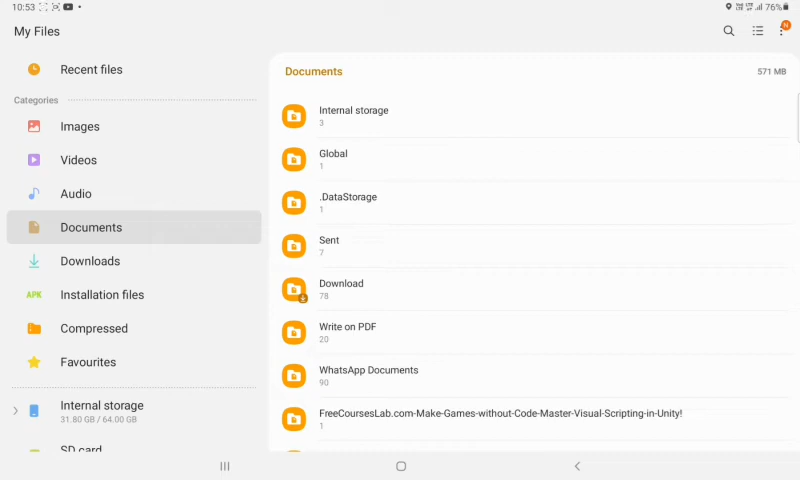 10:53
76%
My Files
N
Recent files
Categories
Images
Videos
Audio
Documents
Downloads
APK
Installation files
Compressed
Favourites
Internal storage
31.80 GB / 64.00 GB
SD card
Documents
571 MB
Internal storage
3
Global
1
.DataStorage
1
Sent
7
Download
78
Write on PDF
20
WhatsApp Documents
90
FreeCoursesLab.com-Make-Games-without-Code-Master-Visual-Scripting-in-Unity!
1